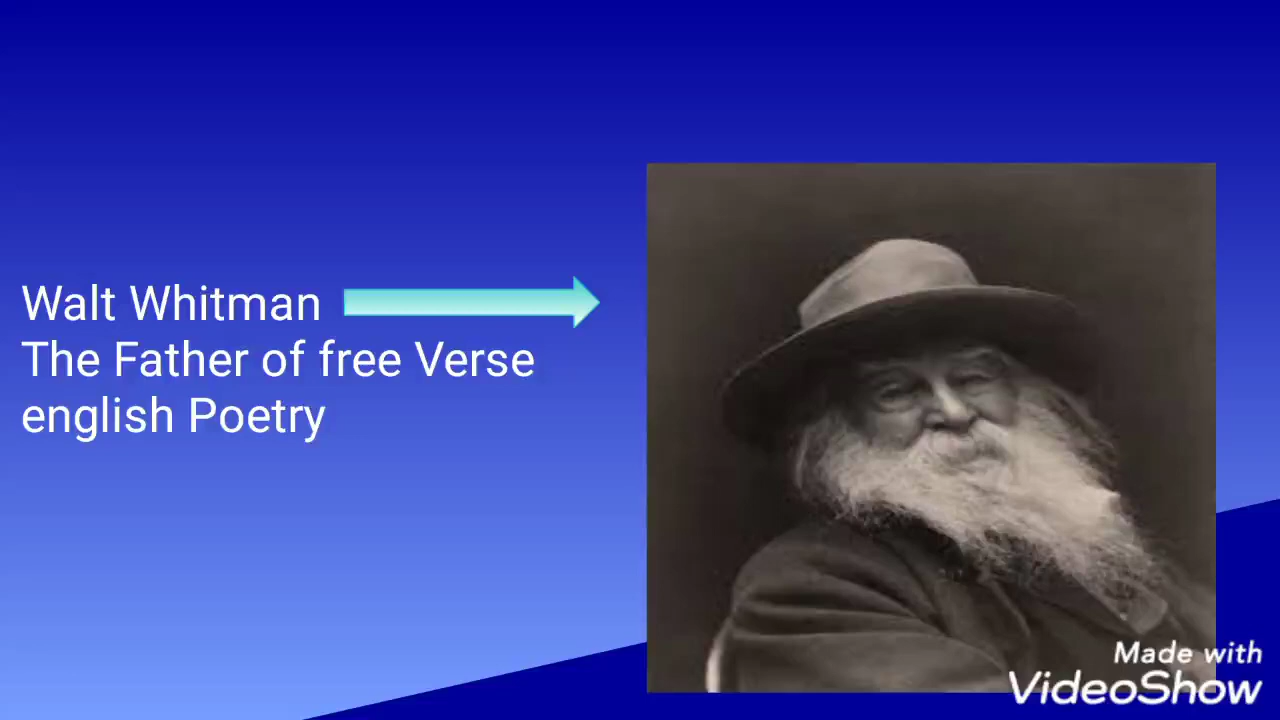 Walt Whitman
The Father of free Verse
english Poetry
Made with
VideoShow